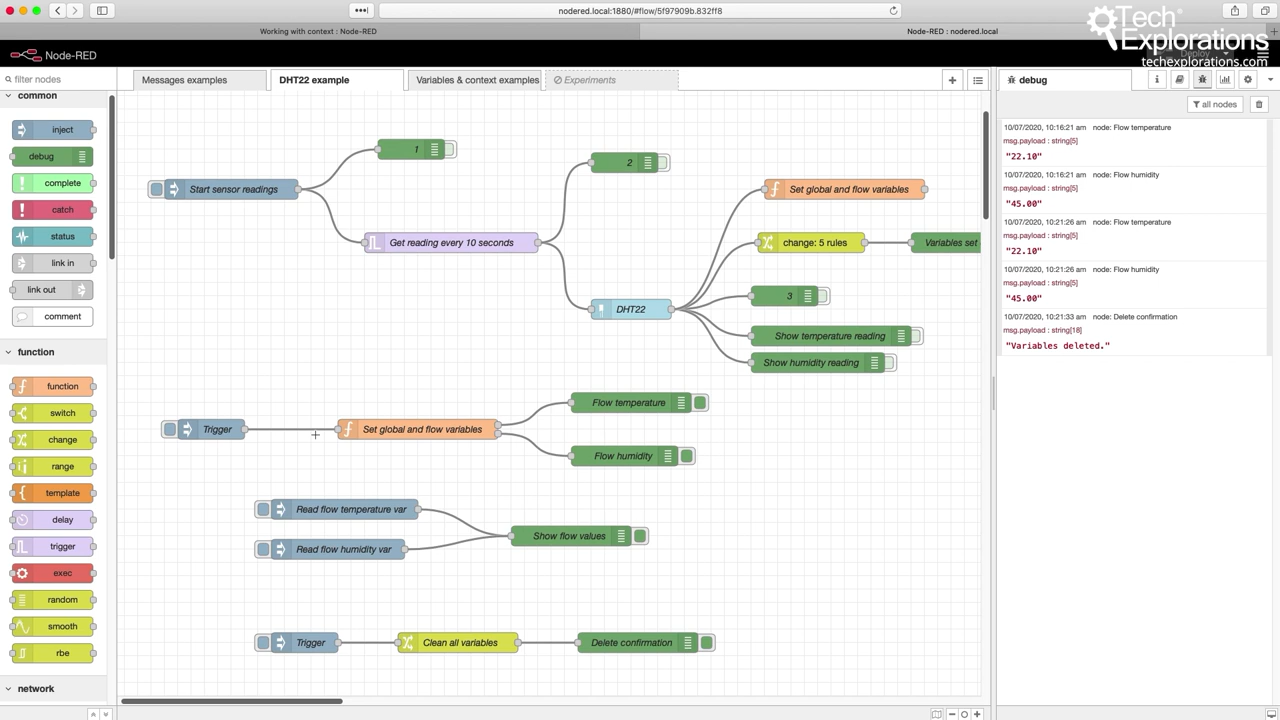 nodered.local:1880/#flow/5f97909b.832ff8
Working with context : Node-RED
Node-RED : nodered.local
Tech
Explorations
techexplorations.com
Node-RED
Deploy
filter nodes
Messages examples
DHT22 example
Variables & context examples
Experiments
debug
all nodes
common
inject
debug
complete
catch
status
link in
link out
comment
function
function
switch
change
range
template
delay
trigger
exec
random
smooth
rbe
network
1
2
Start sensor readings
Get reading every 10 seconds
Set global and flow variables
change: 5 rules
Variables set
DHT22
3
Show temperature reading
Show humidity reading
Trigger
Set global and flow variables
Flow temperature
Flow humidity
Read flow temperature var
Read flow humidity var
Show flow values
Trigger
Clean all variables
Delete confirmation
10/07/2020, 10:16:21 am node: Flow temperature
msg.payload : string[5]
"22.10"
10/07/2020, 10:16:21 am node: Flow humidity
msg.payload : string[5]
"45.00"
10/07/2020, 10:21:26 am node: Flow temperature
msg.payload : string[5]
"22.10"
10/07/2020, 10:21:26 am node: Flow humidity
msg.payload : string[5]
"45.00"
10/07/2020, 10:21:33 am node: Delete confirmation
msg.payload : string[18]
"Variables deleted."